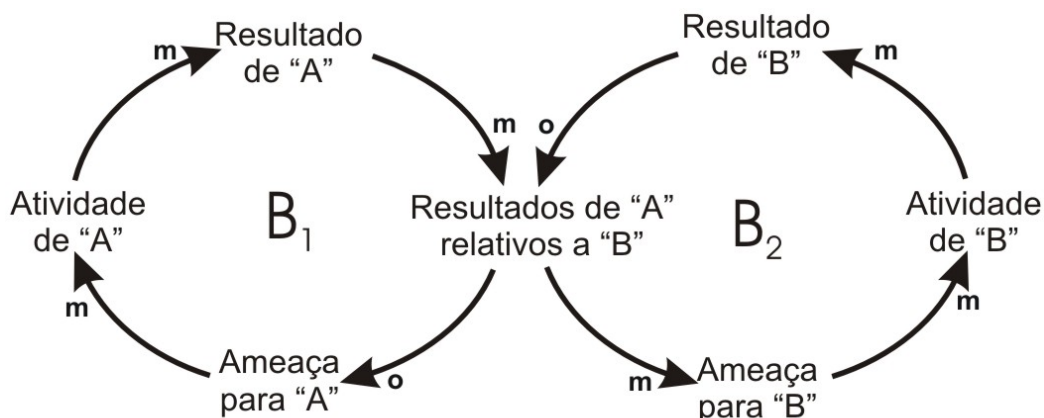 Resultado
de “A”
m
m
Atividade
de “A”
B1
m
Ameaça
para “A”
o
Resultados de “A”
relativos a “B”
Resultado
de “B”
m
o
Atividade
de “B”
B2
m
Ameaça
para “B”
m